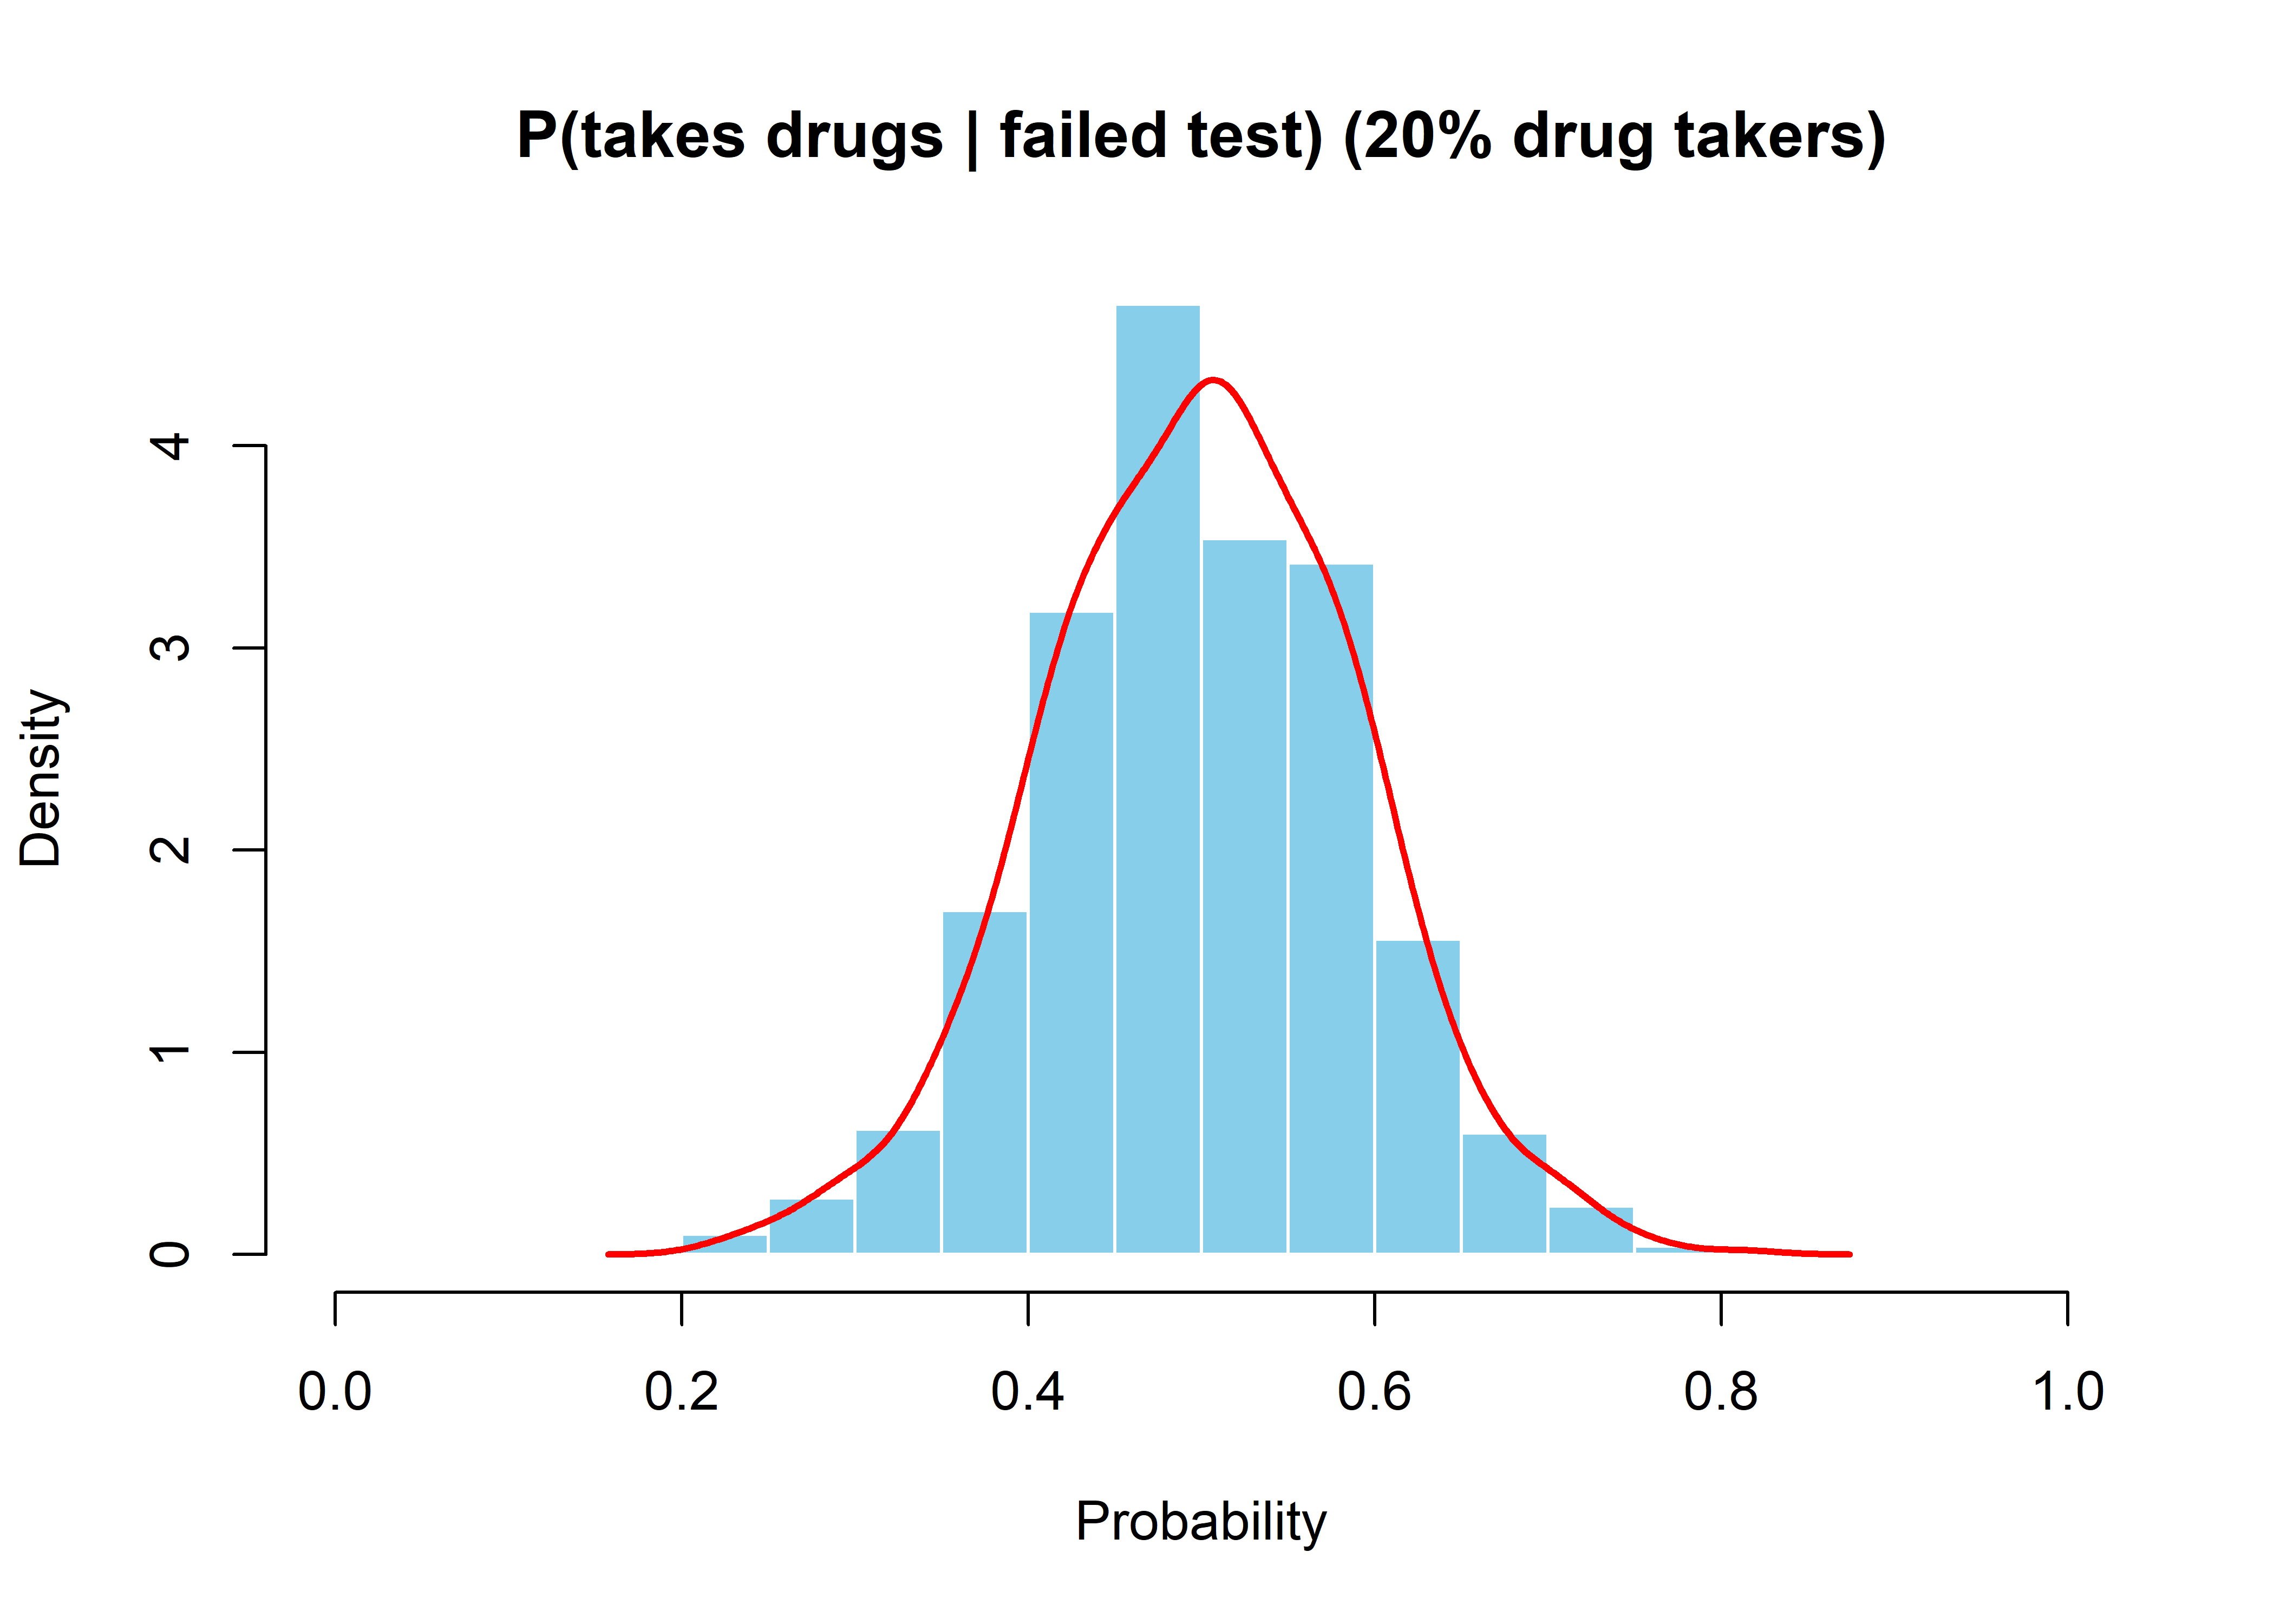 P(takes drugs | failed test) (20% drug takers)
Density
4
3
2
1
0
0.0 0.2 0.4 0.6 0.8 1.0
Probability